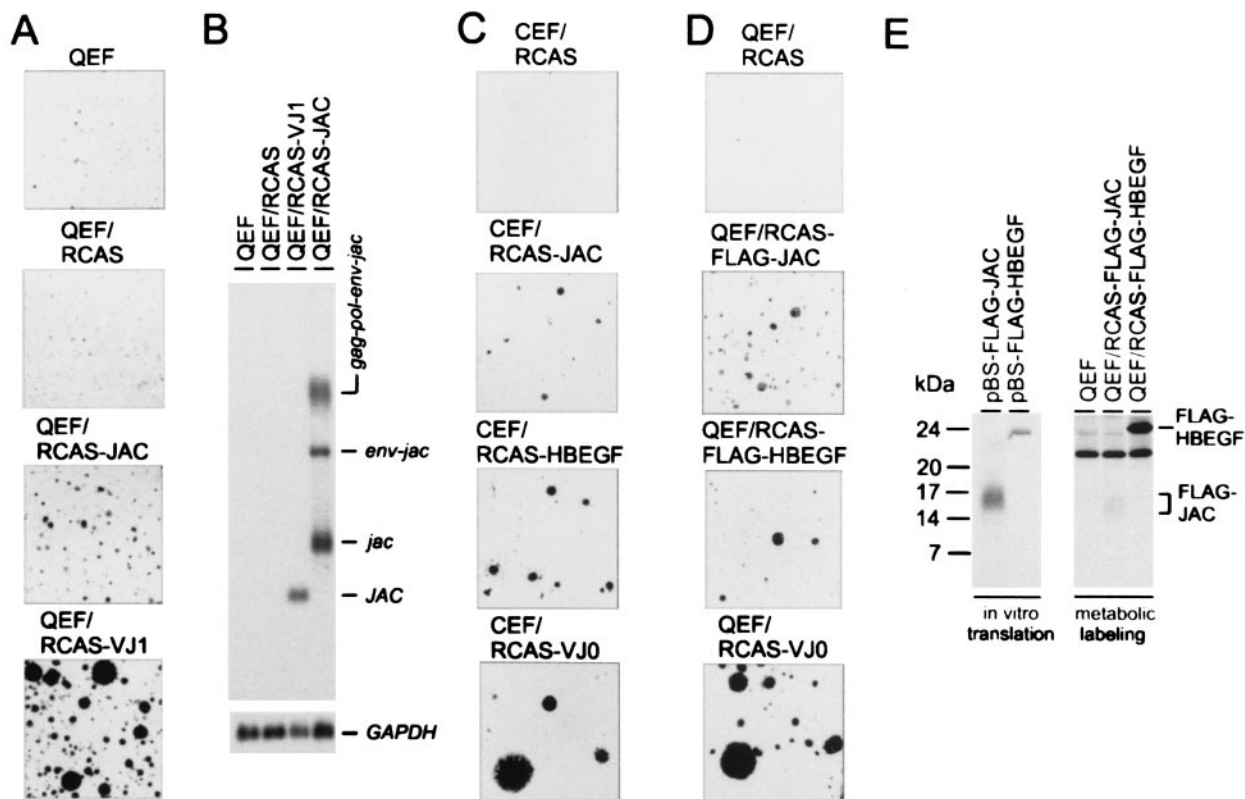 A
QEF
QEF/
RCAS
QEF/
RCAS-JAC
QEF/
RCAS-VJ1
B
QEF
QEF/RCAS
QEF/RCAS-VJ1
QEF/RCAS-JAC
gag-pol-env-jac
env-jac
jac
JAC
GAPDH
C
CEF/
RCAS
CEF/
RCAS-JAC
CEF/
RCAS-HBEGF
CEF/
RCAS-VJ0
D
QEF/
RCAS
QEF/RCAS-
FLAG-JAC
QEF/RCAS-
FLAG-HBEGF
QEF/
RCAS-VJ0
E
pBS-FLAG-JAC
pBS-FLAG-HBEGF
QEF
QEF/RCAS-FLAG-JAC
QEF/RCAS-FLAG-HBEGF
kDa
24
20
17
14
7
FLAG-
HBEGF
FLAG-
JAC
in vitro
translation
metabolic
labeling